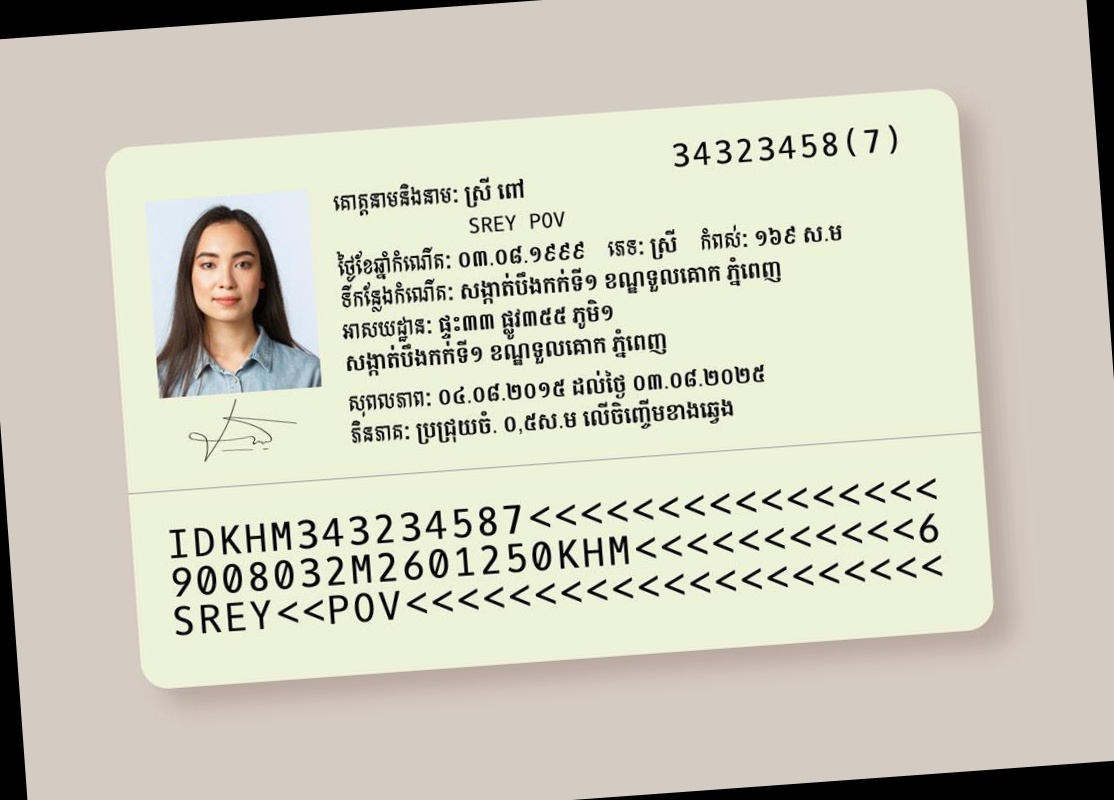 34323458(7)
គោត្តនាមនិងនាម: ស្រី ពៅ
SREY POV
ថ្ងៃខែឆ្នាំកំណើត: ០៣.០៨.១៩៩៩ ភេទ: ស្រី កំពស់: ១៦៩ ស.ម
ទីកន្លែងកំណើត: សង្កាត់បឹងកក់ទី១ ខណ្ឌទួលគោក ភ្នំពេញ
អាសយដ្ឋាន: ផ្ទះ៣៣ ផ្លូវ៣៥៥ ភូមិ១
សង្កាត់បឹងកក់ទី១ ខណ្ឌទួលគោក ភ្នំពេញ
សុពលភាព: ០៤.០៨.២០១៥ ដល់ថ្ងៃ ០៣.០៨.២០២៥
ភិនភាគ: ប្រជ្រុយចំ. ០,៥ស.ម លើចិញ្ចើមខាងឆ្វេង
IDKHM343234587<<<<<<<<<<<<<<<<
9008032M2601250KHM<<<<<<<<<<<6
SREY<<POV<<<<<<<<<<<<<<<<<<<<<